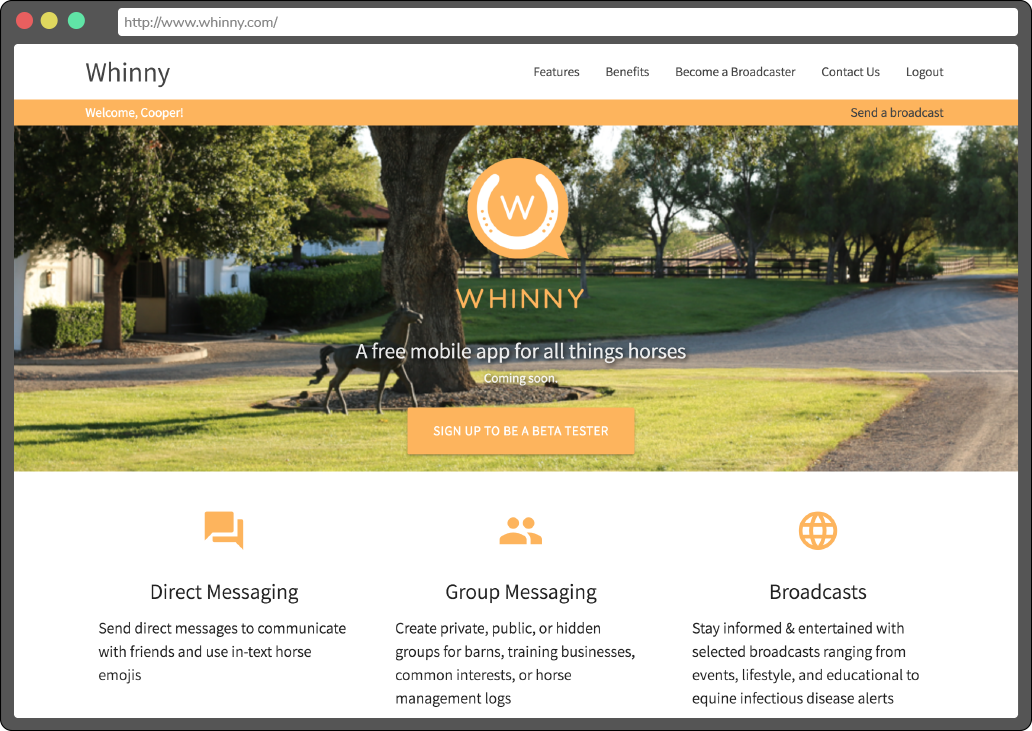 http://www.whinny.com/
Whinny
Features Benefits Become a Broadcaster Contact Us Logout
Welcome, Cooper! Send a broadcast
W
WHINNY
A free mobile app for all things horses
Coming soon.
SIGN UP TO BE A BETA TESTER
Direct Messaging
Send direct messages to communicate
with friends and use in-text horse
emojis
Group Messaging
Create private, public, or hidden
groups for barns, training businesses,
common interests, or horse
management logs
Broadcasts
Stay informed & entertained with
selected broadcasts ranging from
events, lifestyle, and educational to
equine infectious disease alerts